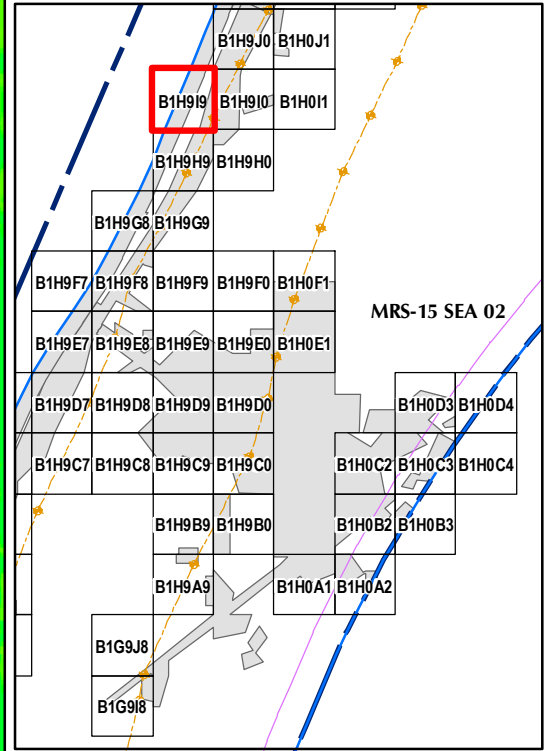 B1H9J0 B1H0J1
B1H9I9 B1H9I0 B1H0I1
B1H9H9 B1H9H0
B1H9G8 B1H9G9
B1H9F7 B1H9F8 B1H9F9 B1H9F0 B1H0F1
MRS-15 SEA 02
B1H9E7 B1H9E8 B1H9E9 B1H9E0 B1H0E1
B1H9D7 B1H9D8 B1H9D9 B1H9D0 B1H0D3 B1H0D4
B1H9C7 B1H9C8 B1H9C9 B1H9C0 B1H0C2 B1H0C3 B1H0C4
B1H9B9 B1H9B0 B1H0B2 B1H0B3
B1H9A9 B1H0A1 B1H0A2
B1G9J8
B1G9I8